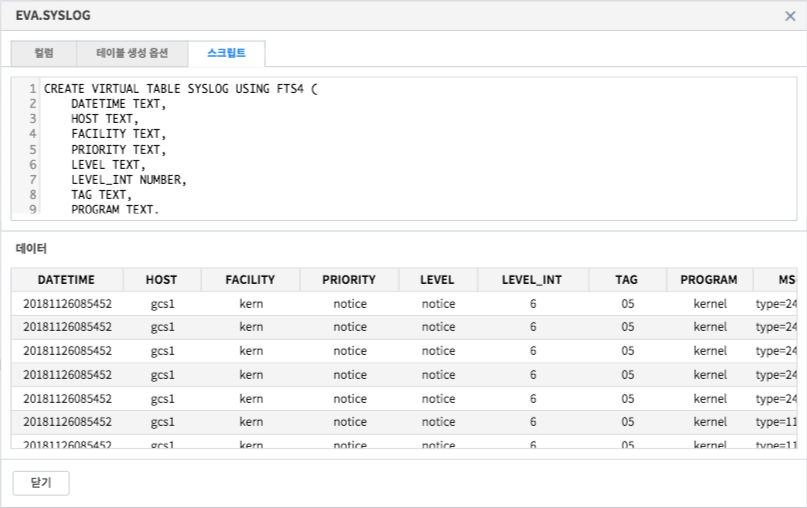 EVA.SYSLOG
컬럼 테이블 생성 옵션 스크립트
1 CREATE VIRTUAL TABLE SYSLOG USING FTS4 (
2 DATETIME TEXT,
3 HOST TEXT,
4 FACILITY TEXT,
5 PRIORITY TEXT,
6 LEVEL TEXT,
7 LEVEL_INT NUMBER,
8 TAG TEXT,
9 PROGRAM TEXT,
데이터
DATETIME HOST FACILITY PRIORITY LEVEL LEVEL_INT TAG PROGRAM MS
20181126085452 gcs1 kern notice notice 6 05 kernel type=24
20181126085452 gcs1 kern notice notice 6 05 kernel type=24
20181126085452 gcs1 kern notice notice 6 05 kernel type=24
20181126085452 gcs1 kern notice notice 6 05 kernel type=24
20181126085452 gcs1 kern notice notice 6 05 kernel type=24
20181126085452 gcs1 kern notice notice 6 05 kernel type=11
20181126085452 gcs1 kern notice notice 6 05 kernel type=11
닫기